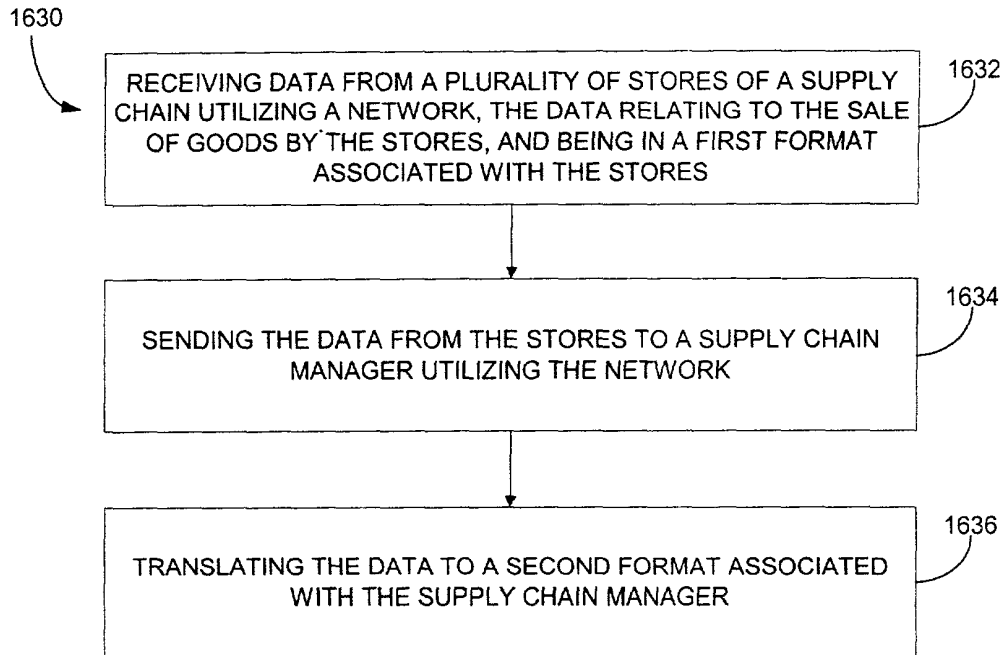 1630
RECEIVING DATA FROM A PLURALITY OF STORES OF A SUPPLY
CHAIN UTILIZING A NETWORK, THE DATA RELATING TO THE SALE
OF GOODS BY THE STORES, AND BEING IN A FIRST FORMAT
ASSOCIATED WITH THE STORES
1632
SENDING THE DATA FROM THE STORES TO A SUPPLY CHAIN
MANAGER UTILIZING THE NETWORK
1634
TRANSLATING THE DATA TO A SECOND FORMAT ASSOCIATED
WITH THE SUPPLY CHAIN MANAGER
1636